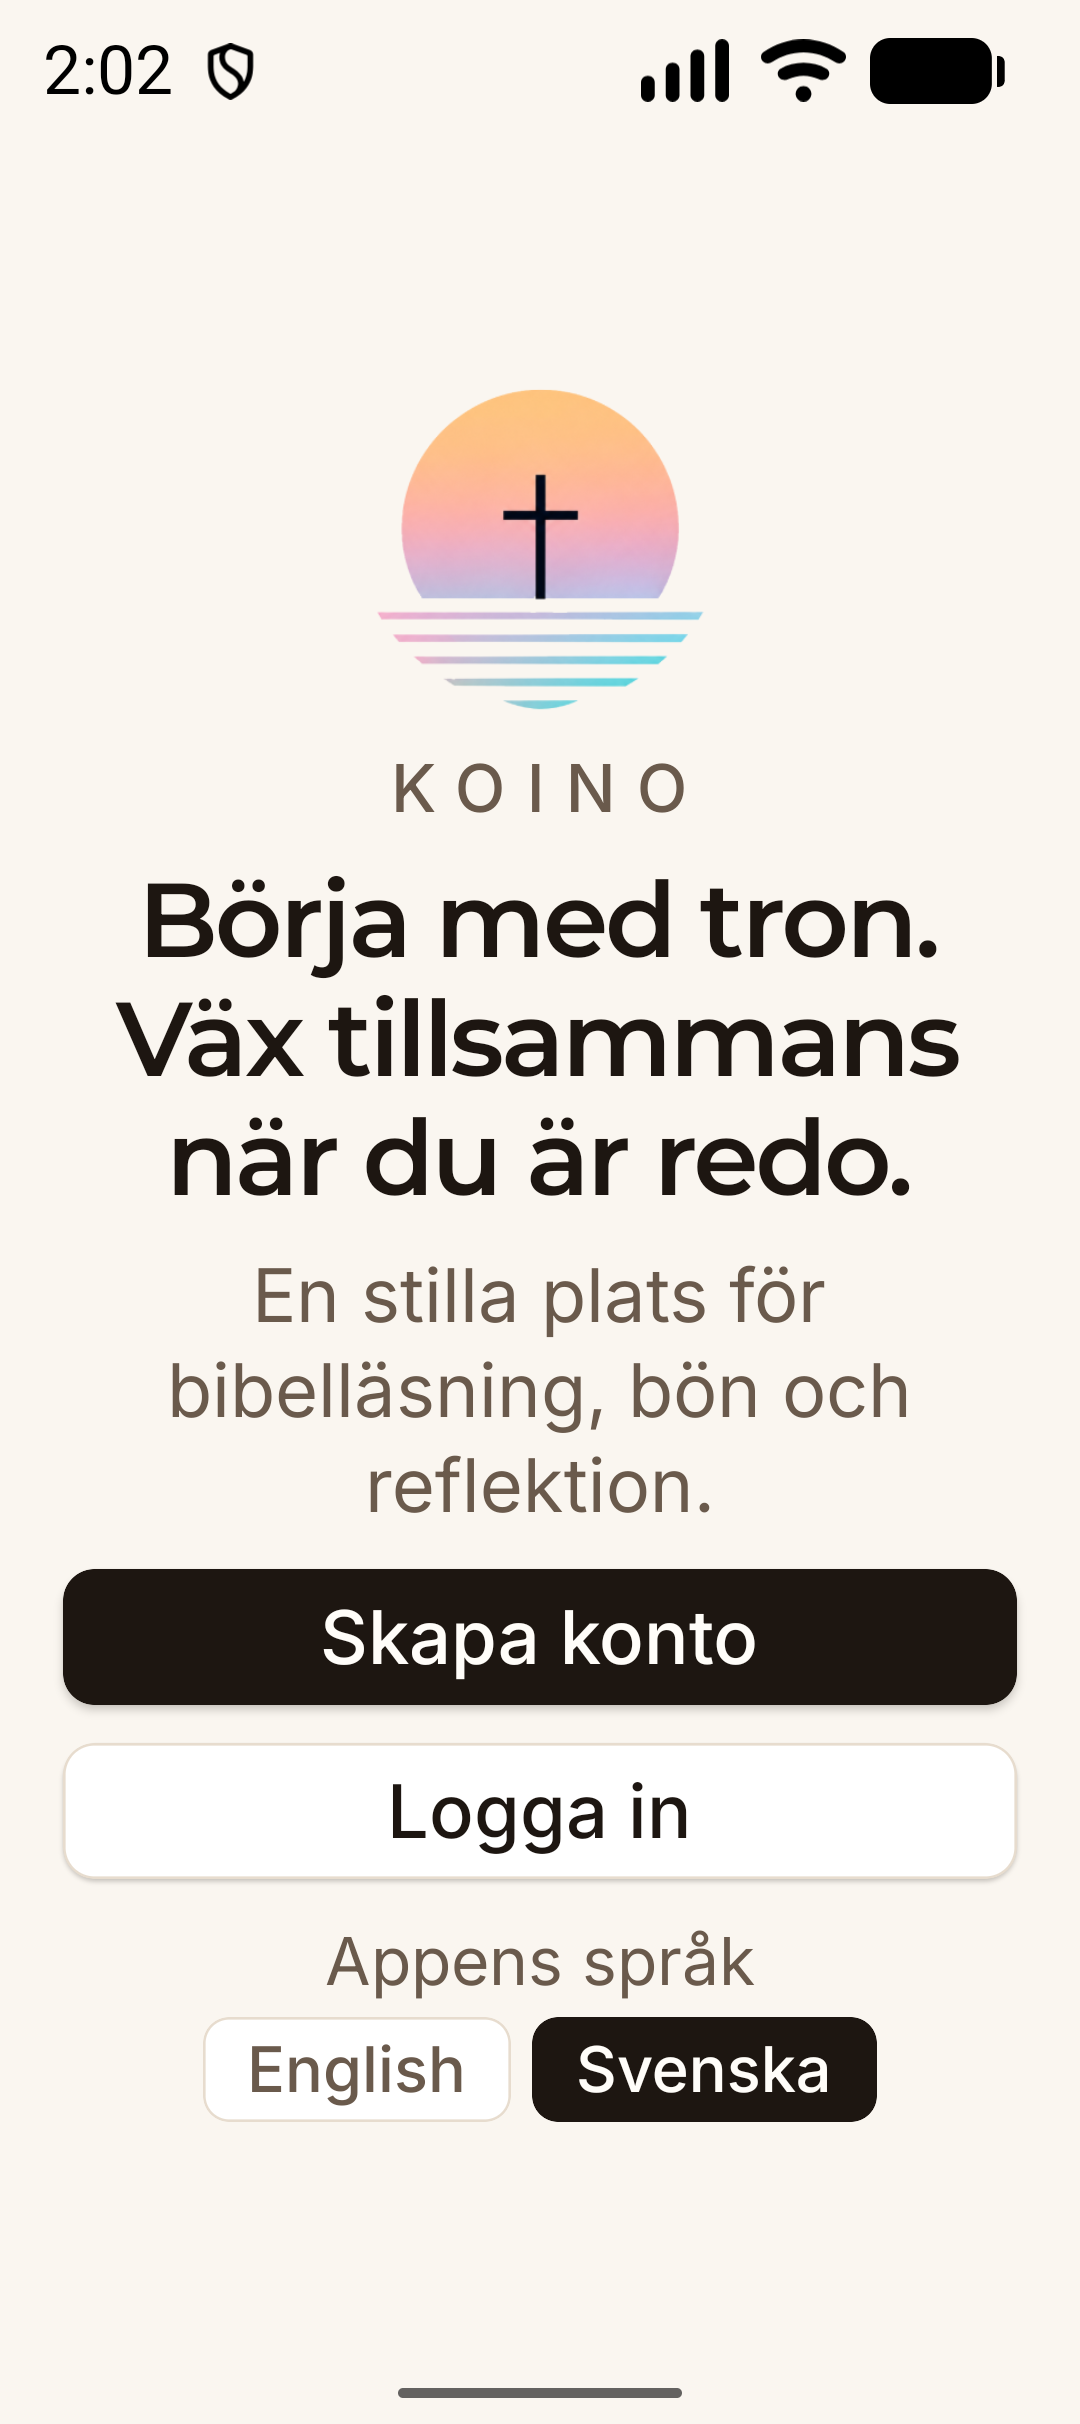 2:02
KOINO
Börja med tron.
Väx tillsammans
när du är redo.
En stilla plats för
bibelläsning, bön och
reflektion.
Skapa konto
Logga in
Appens språk
English Svenska